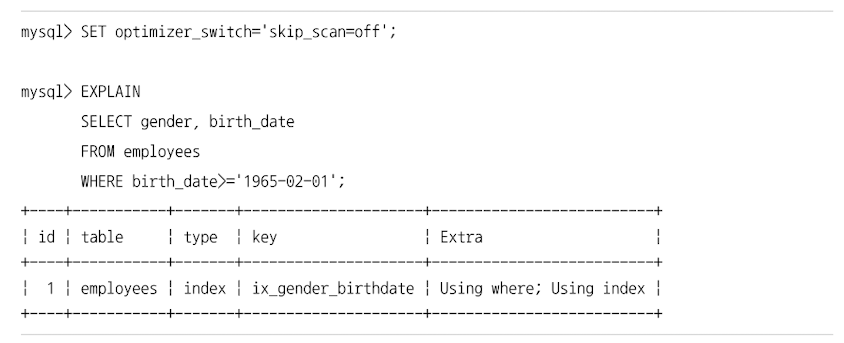 mysql> SET optimizer_switch='skip_scan=off';
mysql> EXPLAIN
SELECT gender, birth_date
FROM employees
WHERE birth_date>='1965-02-01';
+----+-----------+-------+--------------------+--------------------------+
| id | table     | type  | key                | Extra                    |
+----+-----------+-------+--------------------+--------------------------+
|  1 | employees | index | ix_gender_birthdate | Using where; Using index |
+----+-----------+-------+--------------------+--------------------------+